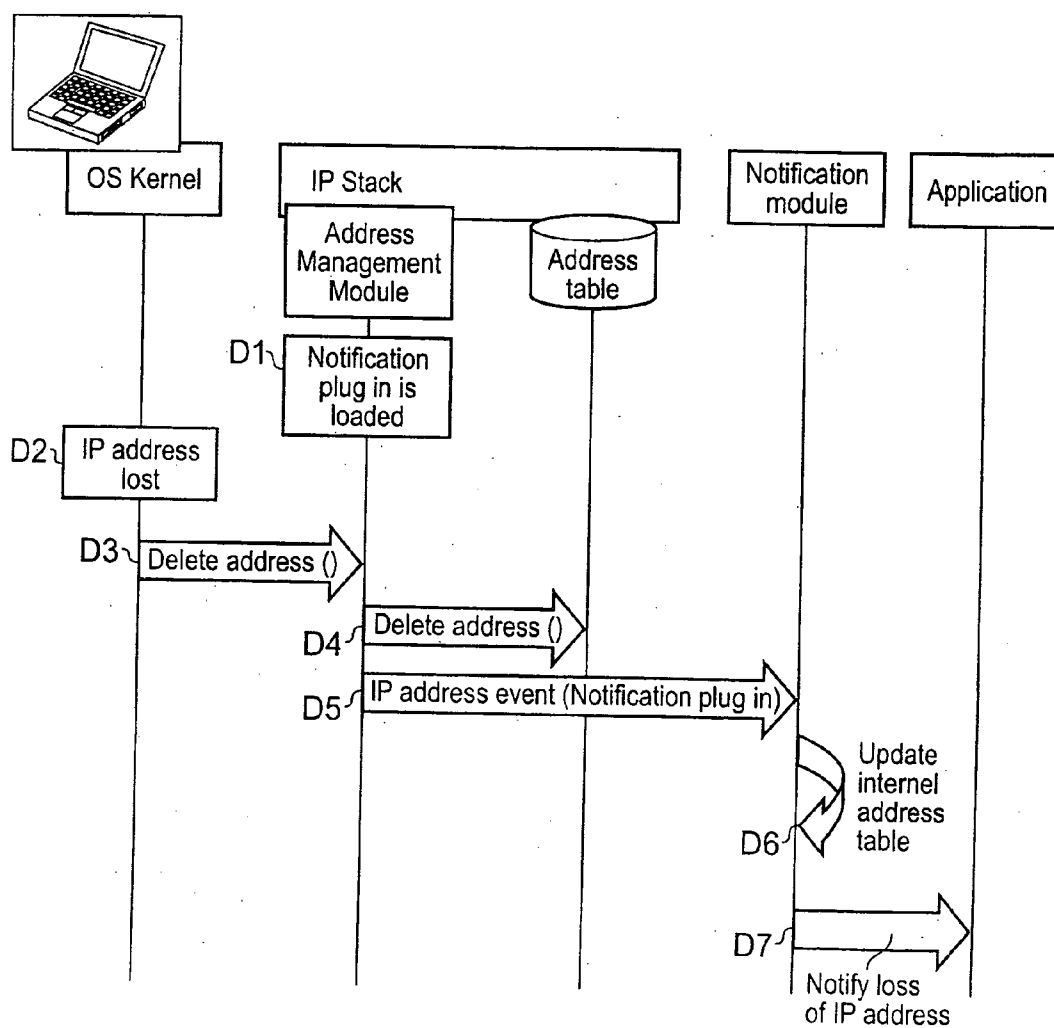 OS Kernel
IP Stack
Notification
module
Application
Address
Management
Module
Address
table
D1
Notification
plug in is
loaded
D2
IP address
lost
D3
Delete address ()
D4
Delete address ()
D5
IP address event (Notification plug in)
Update
internel
address
table
D6
D7
Notify loss
of IP address